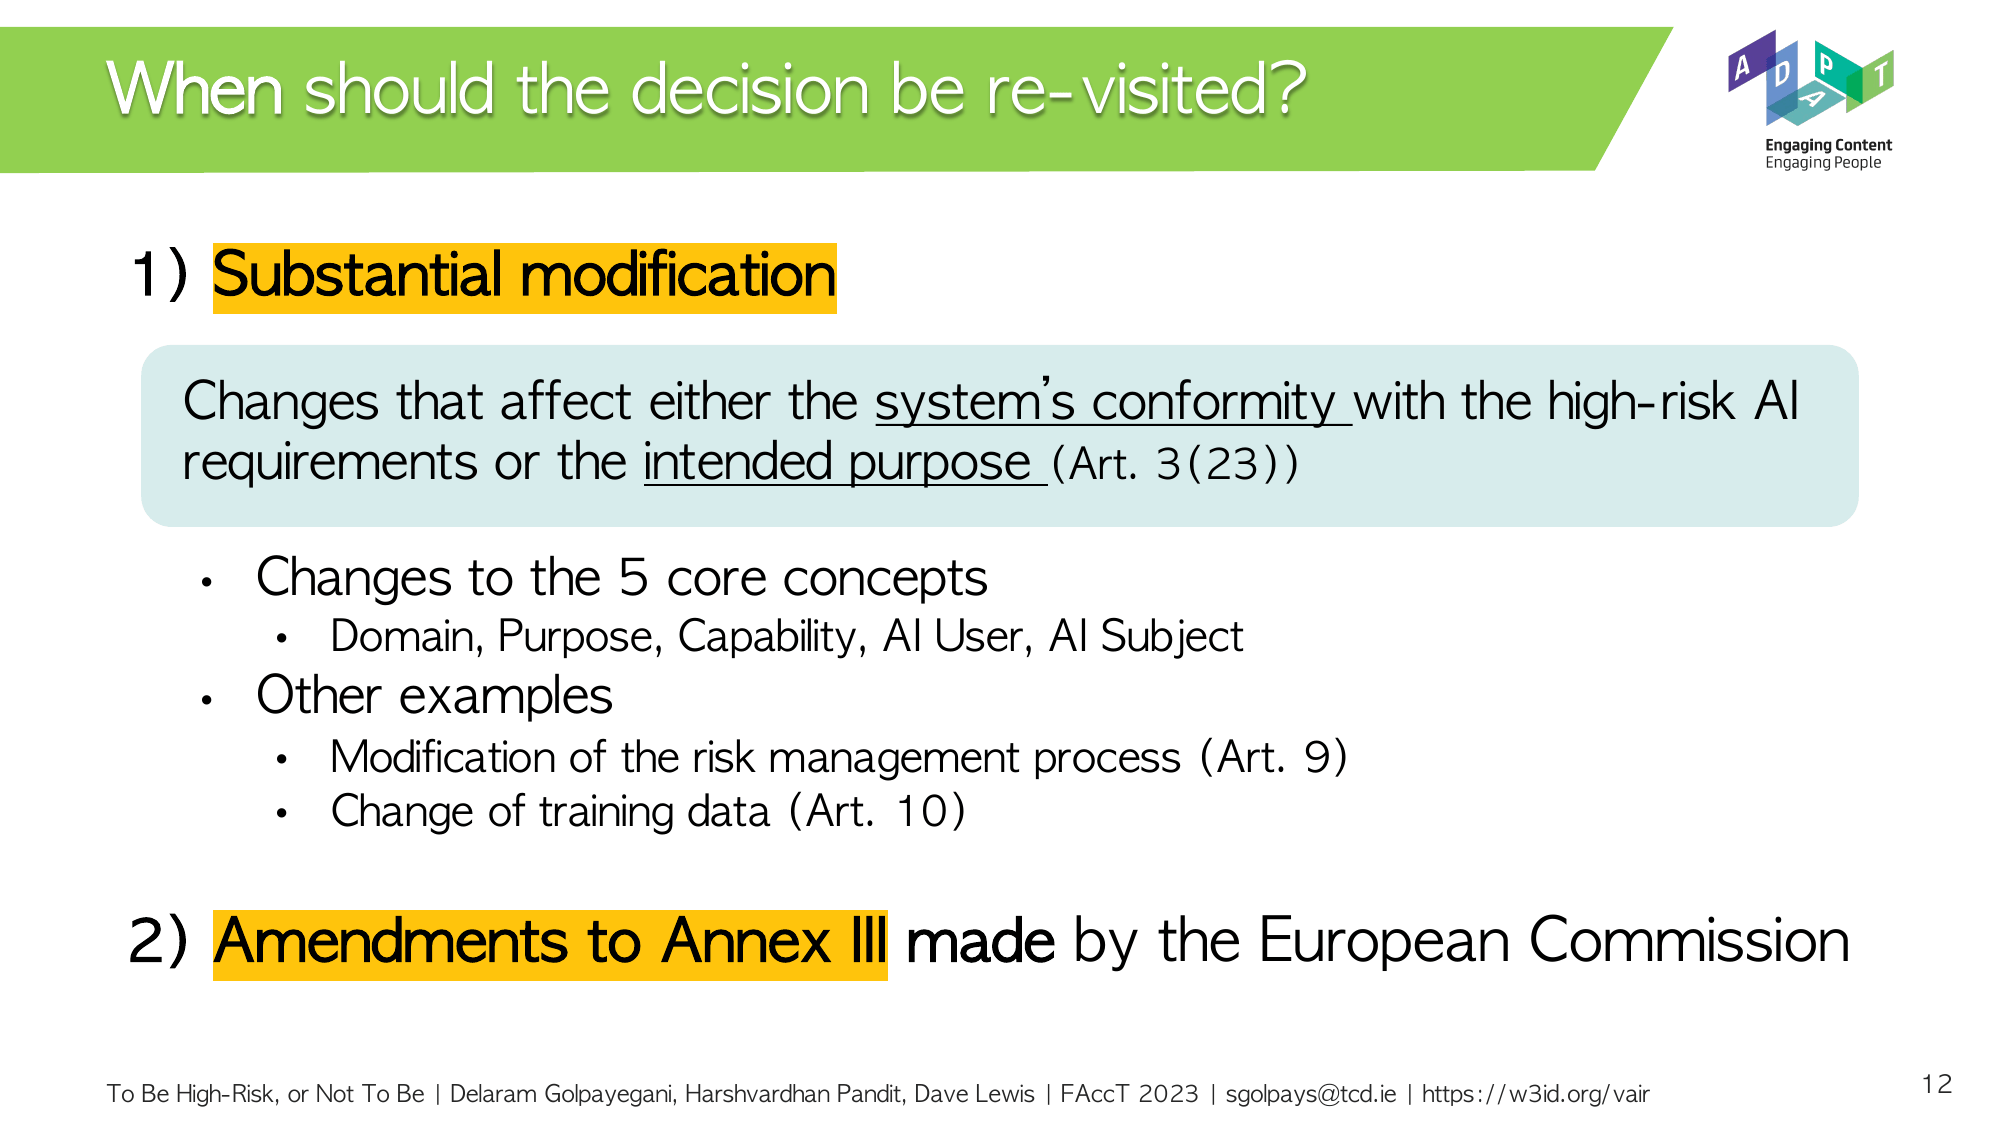 When should the decision be re-visited?
A D A P T
Engaging Content
Engaging People
1) Substantial modification
Changes that affect either the system’s conformity with the high-risk AI
requirements or the intended purpose (Art. 3(23))
• Changes to the 5 core concepts
• Domain, Purpose, Capability, AI User, AI Subject
• Other examples
• Modification of the risk management process (Art. 9)
• Change of training data (Art. 10)
2) Amendments to Annex III made by the European Commission
To Be High-Risk, or Not To Be | Delaram Golpayegani, Harshvardhan Pandit, Dave Lewis | FAccT 2023 | sgolpays@tcd.ie | https://w3id.org/vair
12